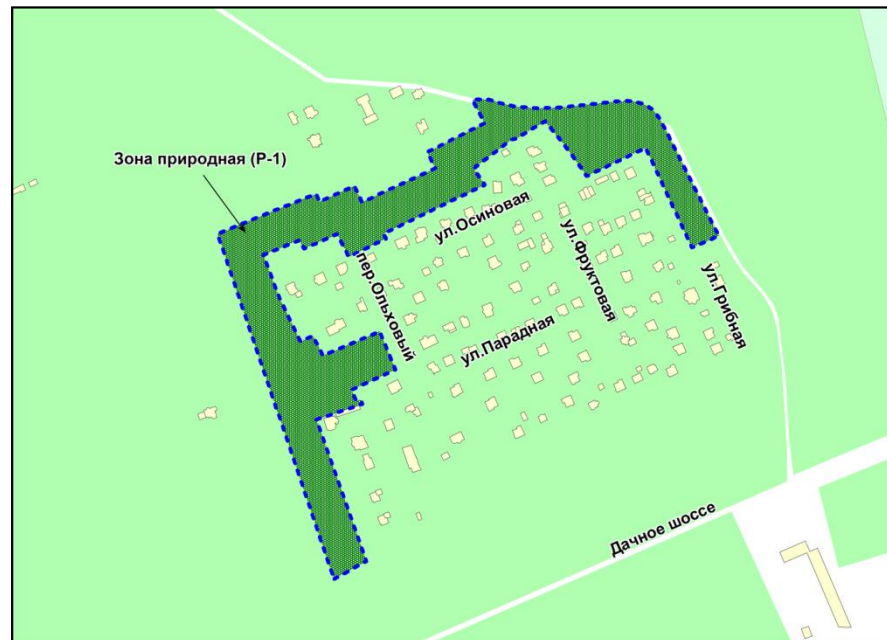 Зона природная (Р-1)
ул.Осиновая
пер.Ольховый
ул.Фруктовая
ул.Грибная
ул.Парадная
Дачное шоссе